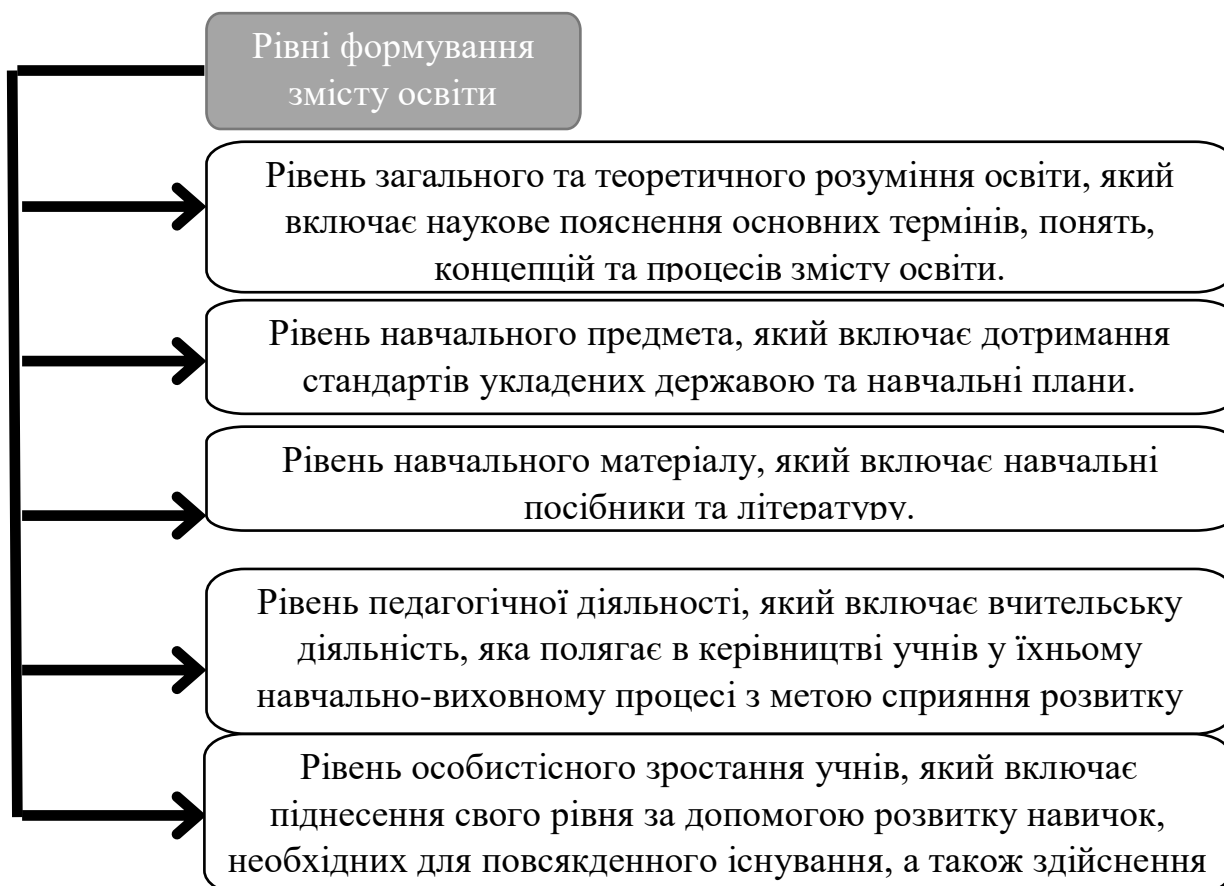 Рівні формування
змісту освіти
Рівень загального та теоретичного розуміння освіти, який
включає наукове пояснення основних термінів, понять,
концепцій та процесів змісту освіти.
Рівень навчального предмета, який включає дотримання
стандартів укладених державою та навчальні плани.
Рівень навчального матеріалу, який включає навчальні
посібники та літературу.
Рівень педагогічної діяльності, який включає вчительську
діяльність, яка полягає в керівництві учнів у їхньому
навчально-виховному процесі з метою сприяння розвитку
Рівень особистісного зростання учнів, який включає
піднесення свого рівня за допомогою розвитку навичок,
необхідних для повсякденного існування, а також здійснення